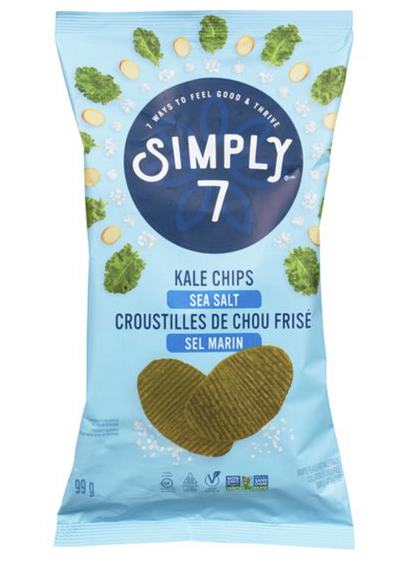 7 WAYS TO FEEL GOOD & THRIVE
SIMPLY
7
KALE CHIPS
SEA SALT
CROUSTILLES DE CHOU FRISÉ
SEL MARIN
99 g